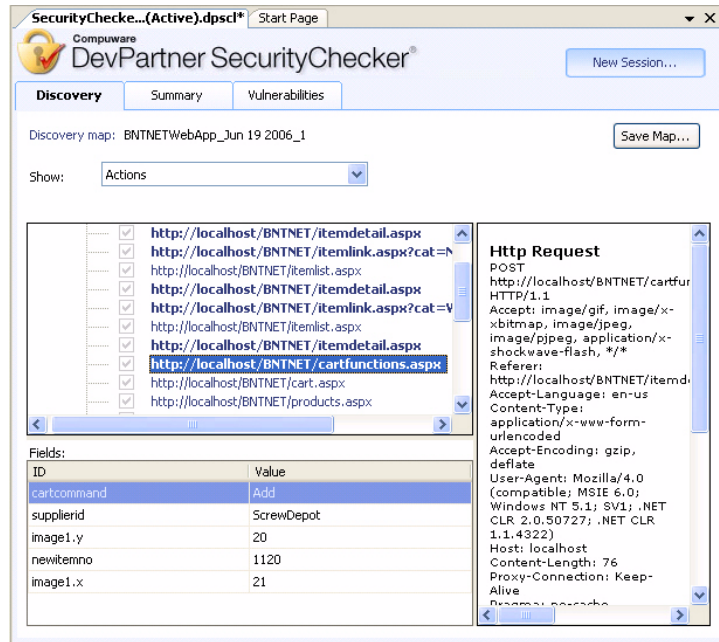 SecurityChecke...(Active).dpscl* Start Page
Compuware
DevPartner SecurityChecker®
New Session...
Discovery Summary Vulnerabilities
Discovery map: BNTNETWebApp_Jun 19 2006_1
Save Map...
Show: Actions
http://localhost/BNTNET/itemdetail.aspx
http://localhost/BNTNET/itemlink.aspx?cat=
http://localhost/BNTNET/itemlist.aspx
http://localhost/BNTNET/itemdetail.aspx
http://localhost/BNTNET/itemlink.aspx?cat=
http://localhost/BNTNET/itemlist.aspx
http://localhost/BNTNET/itemdetail.aspx
http://localhost/BNTNET/cartfunctions.aspx
http://localhost/BNTNET/cart.aspx
http://localhost/BNTNET/products.aspx
Http Request
POST
http://localhost/BNTNET/cartfur
HTTP/1.1
Accept: image/gif, image/x-
xbitmap, image/jpeg,
image/pjpeg, application/x-
shockwave-flash, */*
Referer:
http://localhost/BNTNET/itemd
Accept-Language: en-us
Content-Type:
application/x-www-form-
urlencoded
Accept-Encoding: gzip,
deflate
User-Agent: Mozilla/4.0
(compatible; MSIE 6.0;
Windows NT 5.1; SV1; .NET
CLR 2.0.50727; .NET CLR
1.1.4322)
Host: localhost
Content-Length: 76
Proxy-Connection: Keep-
Alive
Pragma: no-cache
Fields:
ID Value
cartcommand Add
supplierid ScrewDepot
image1.y 20
newitemno 1120
image1.x 21